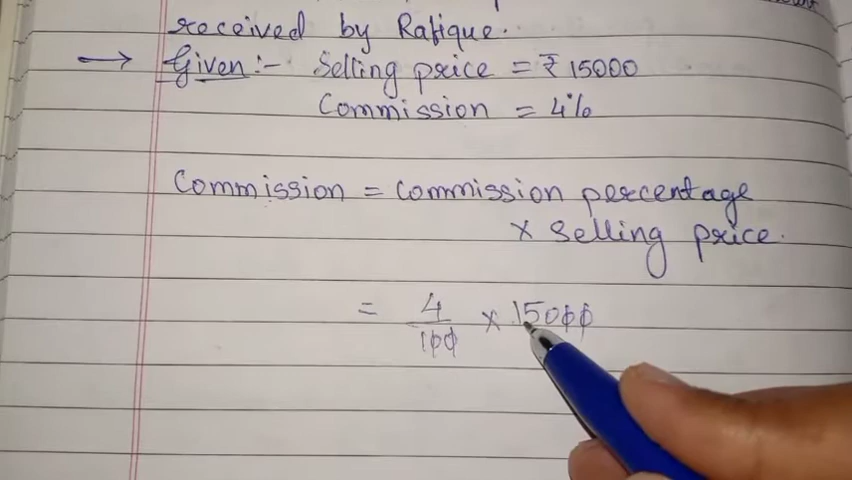 received by Rafique.
→ Given :- Selling price = ₹ 15000
Commission = 4%
Commission = Commission percentage
× Selling price.
= 4/100 × 15000